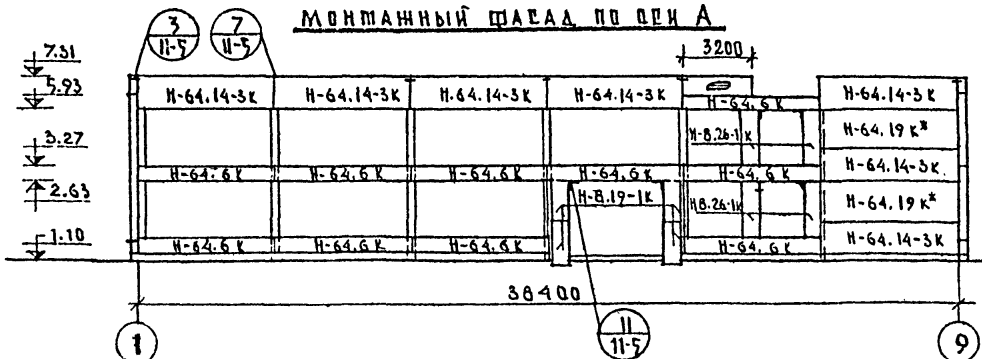 МОНТАЖНЫЙ ФАСАД ПО ОСИ А
3 7
11-5 11-5
3200
7.31
5.93
3.27
2.63
-1.10
Н-64.14-3К Н-64.14-3К Н.64.14-3К Н-64.14-3К Н-64.6К Н-64.14-3К
Н-8.26-1К Н-64.19К*
Н-64.6К Н-64.6К Н-64.6К Н-64.6К Н-64.6К Н-64.14-3К
Н-8.19-1К Н8.26-1К Н-64.19К*
Н-64.6К Н-64.6К Н-64.6К Н-64.6К Н-64.14-3К
38400
11
11-5
1 9